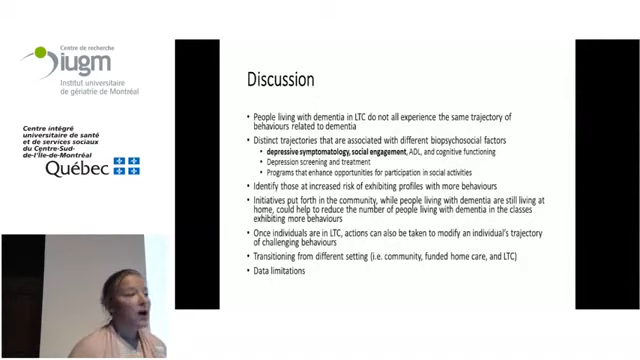 Centre de recherche
iugm
Institut universitaire
de gériatrie de Montréal
Centre intégré
universitaire de santé
et de services sociaux
du Centre-Sud-
de-l'Île-de-Montréal
Québec
Discussion
• People living with dementia in LTC do not all experience the same trajectory of
behaviours related to dementia
• Distinct trajectories that are associated with different biopsychosocial factors
• depressive symptomatology, social engagement, ADL, and cognitive functioning
• Depression screening and treatment
• Programs that enhance opportunities for participation in social activities
• Identify those at increased risk of exhibiting profiles with more behaviours
• Initiatives put forth in the community, while people living with dementia are still living at
home, could help to reduce the number of people living with dementia in the classes
exhibiting more behaviours
• Once individuals are in LTC, actions can also be taken to modify an individual's trajectory
of challenging behaviours
• Transitioning from different setting (i.e. community, funded home care, and LTC)
• Data limitations